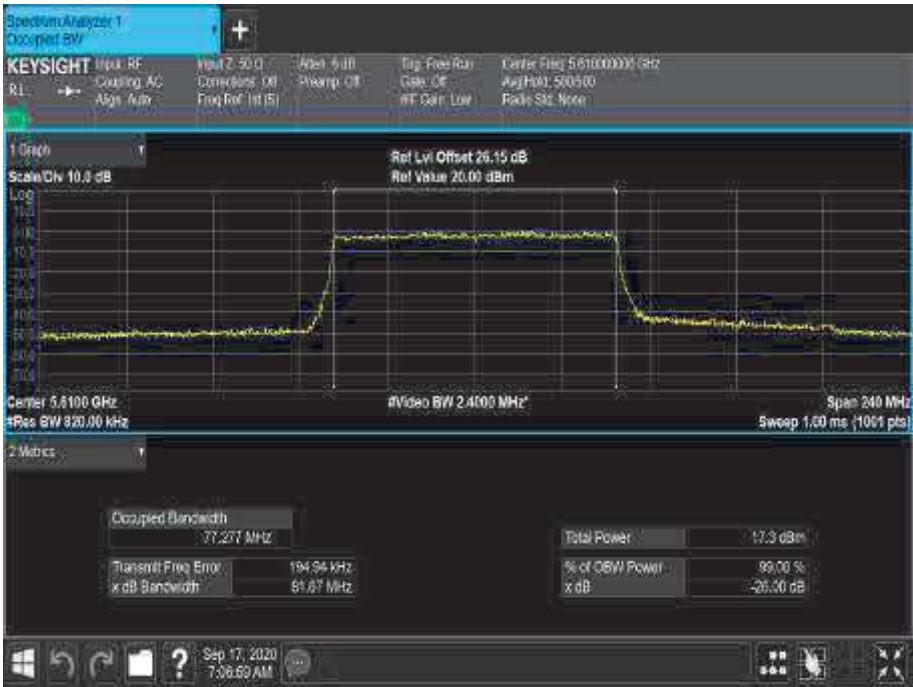 Spectrum Analyzer 1
Occupied BW
+
KEYSIGHT Input: RF
Coupling: AC
Align: Auto
Input Z: 50 Ω
Corrections: Off
Freq Ref: Int (S)
Atten: 6 dB
Preamp: Off
Trig: Free Run
Gate: Off
#IF Gain: Low
Center Freq: 5.610000000 GHz
Avg|Hold: 500/500
Radio Std: None
1 Graph
Scale/Div 10.0 dB
Ref Lvl Offset 26.15 dB
Ref Value 20.00 dBm
Log
Center 5.6100 GHz
#Res BW 820.00 kHz
#Video BW 2.4000 MHz*
Span 240 MHz
Sweep 1.00 ms (1001 pts)
2 Metrics
Occupied Bandwidth
77.277 MHz
Transmit Freq Error 194.94 kHz
x dB Bandwidth 81.67 MHz
Total Power 17.3 dBm
% of OBW Power 99.00 %
x dB -26.00 dB
?
Sep 17, 2020